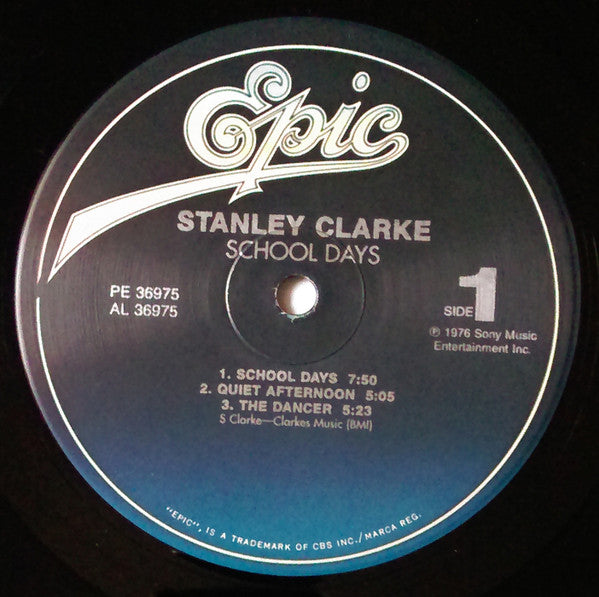 Epic
STANLEY CLARKE
SCHOOL DAYS
PE 36975
AL 36975
SIDE 1
℗ 1976 Sony Music
Entertainment Inc.
1. SCHOOL DAYS 7:50
2. QUIET AFTERNOON 5:05
3. THE DANCER 5:23
S Clarke—Clarkes Music (BMI)
"EPIC", IS A TRADEMARK OF CBS INC./MARCA REG.